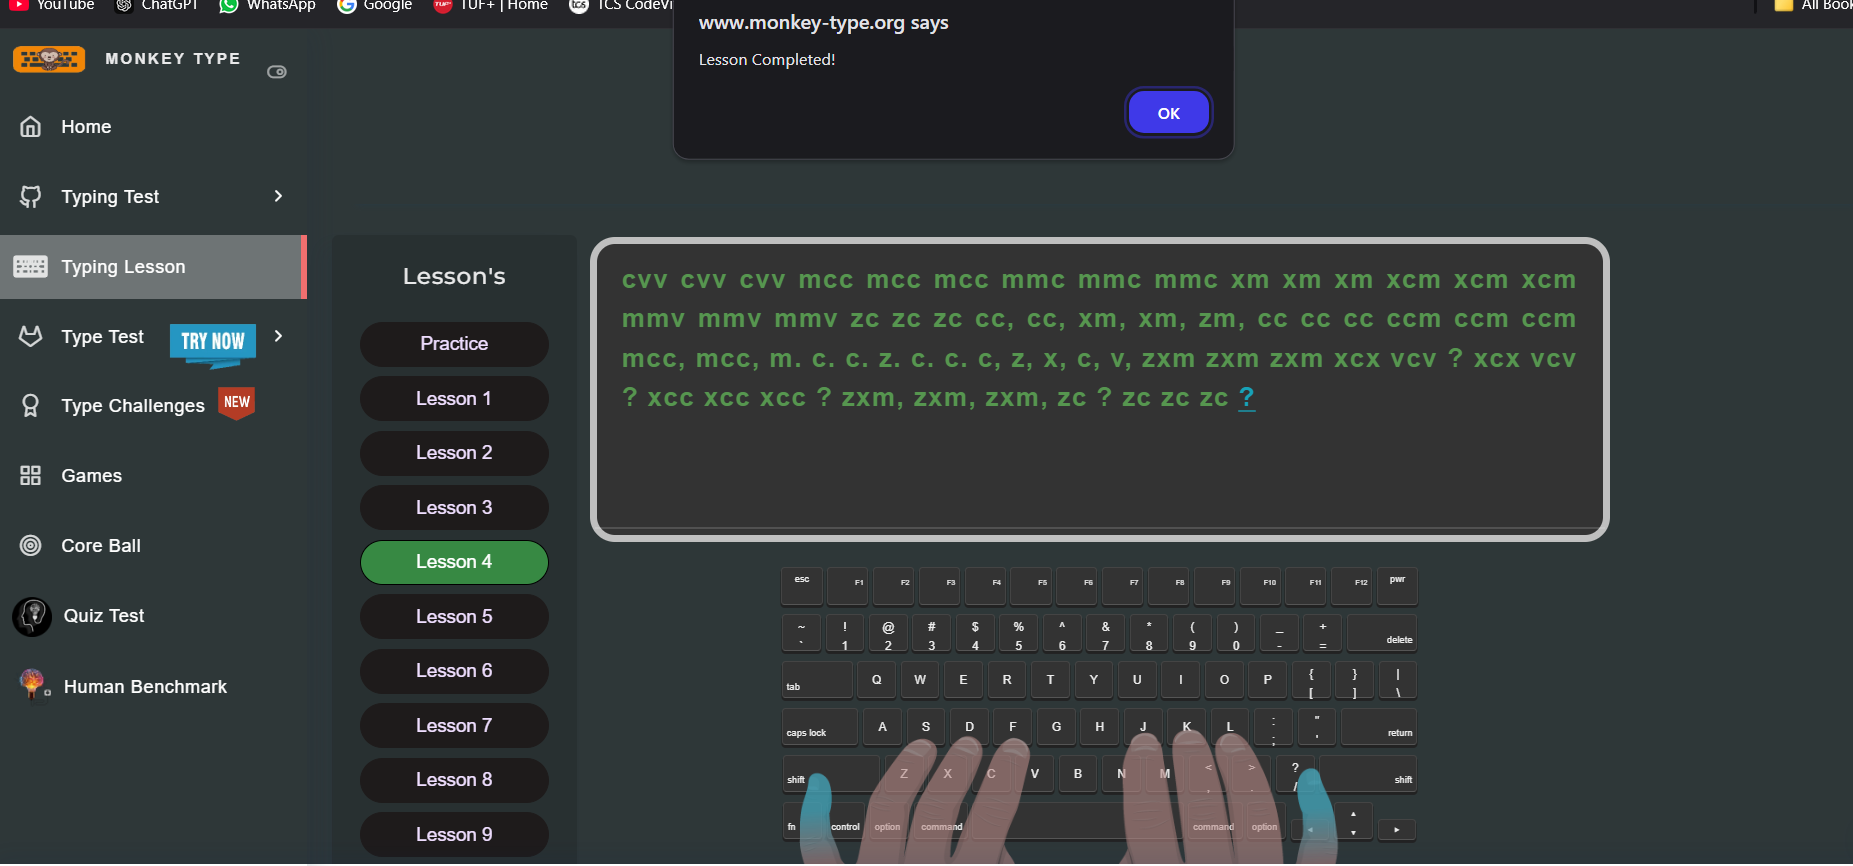 YouTube
ChatGPT
WhatsApp
Google
TUF+ | Home
TCS CodeVi
All Book
www.monkey-type.org says
Lesson Completed!
OK
MONKEY TYPE
Home
Typing Test
Typing Lesson
Type Test
TRY NOW
Type Challenges
NEW
Games
Core Ball
Quiz Test
Human Benchmark
Lesson's
Practice
Lesson 1
Lesson 2
Lesson 3
Lesson 4
Lesson 5
Lesson 6
Lesson 7
Lesson 8
Lesson 9
cvv cvv cvv mcc mcc mcc mmc mmc mmc xm xm xm xcm xcm xcm
mmv mmv mmv zc zc zc cc, cc, xm, xm, zm, cc cc cc ccm ccm ccm
mcc, mcc, m. c. c. z. c. c. c, z, x, c, v, zxm zxm zxm xcx vcv ? xcx vcv
? xcc xcc xcc ? zxm, zxm, zxm, zc ? zc zc zc ?
esc F1 F2 F3 F4 F5 F6 F7 F8 F9 F10 F11 F12 pwr
~ ! @ # $ % ^ & * ( ) _ +
` 1 2 3 4 5 6 7 8 9 0 - = delete
tab Q W E R T Y U I O P { } |
[ ] \
caps lock A S D F G H J K L : "
; ' return
shift Z X C V B N M < > ? shift
, . /
fn control option command command option ◂ ▴ ▾ ▸